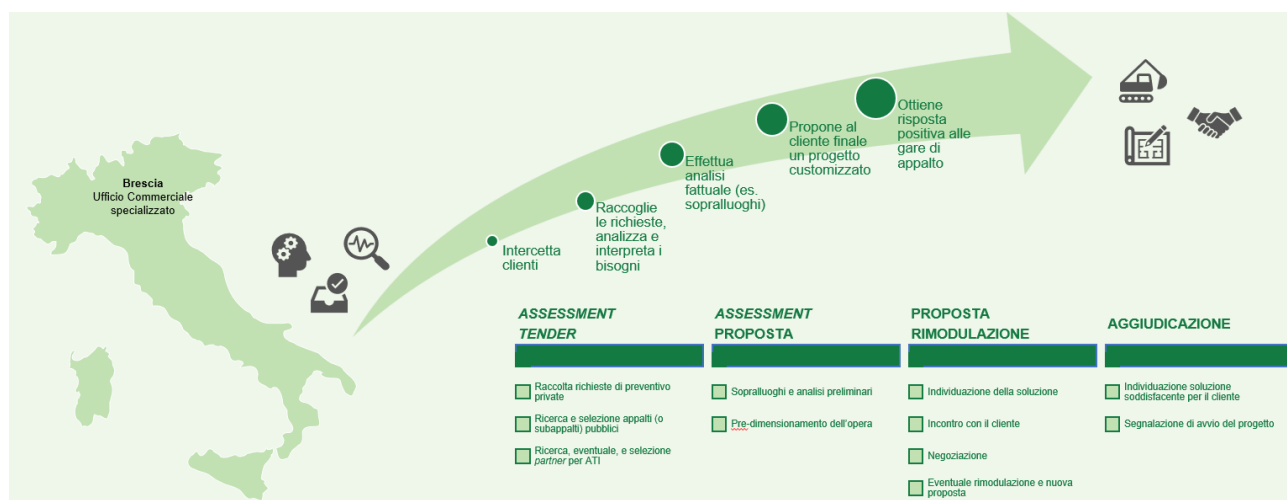 Brescia
Ufficio Commerciale
specializzato
Intercetta
clienti
Raccoglie
le richieste,
analizza e
interpreta i
bisogni
Effettua
analisi
fattuale (es.
sopralluoghi)
Propone al
cliente finale
un progetto
customizzato
Ottiene
risposta
positiva alle
gare di
appalto
ASSESSMENT
TENDER
Raccolta richieste di preventivo
private
Ricerca e selezione appalti (o
subappalti) pubblici
Ricerca, eventuale, e selezione
partner per ATI
ASSESSMENT
PROPOSTA
Sopralluoghi e analisi preliminari
Pre-dimensionamento dell'opera
PROPOSTA
RIMODULAZIONE
Individuazione della soluzione
Incontro con il cliente
Negoziazione
Eventuale rimodulazione e nuova
proposta
AGGIUDICAZIONE
Individuazione soluzione
soddisfacente per il cliente
Segnalazione di avvio del progetto